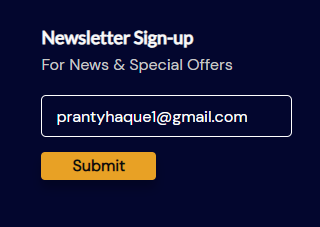 Newsletter Sign-up
For News & Special Offers
prantyhaque1@gmail.com
Submit